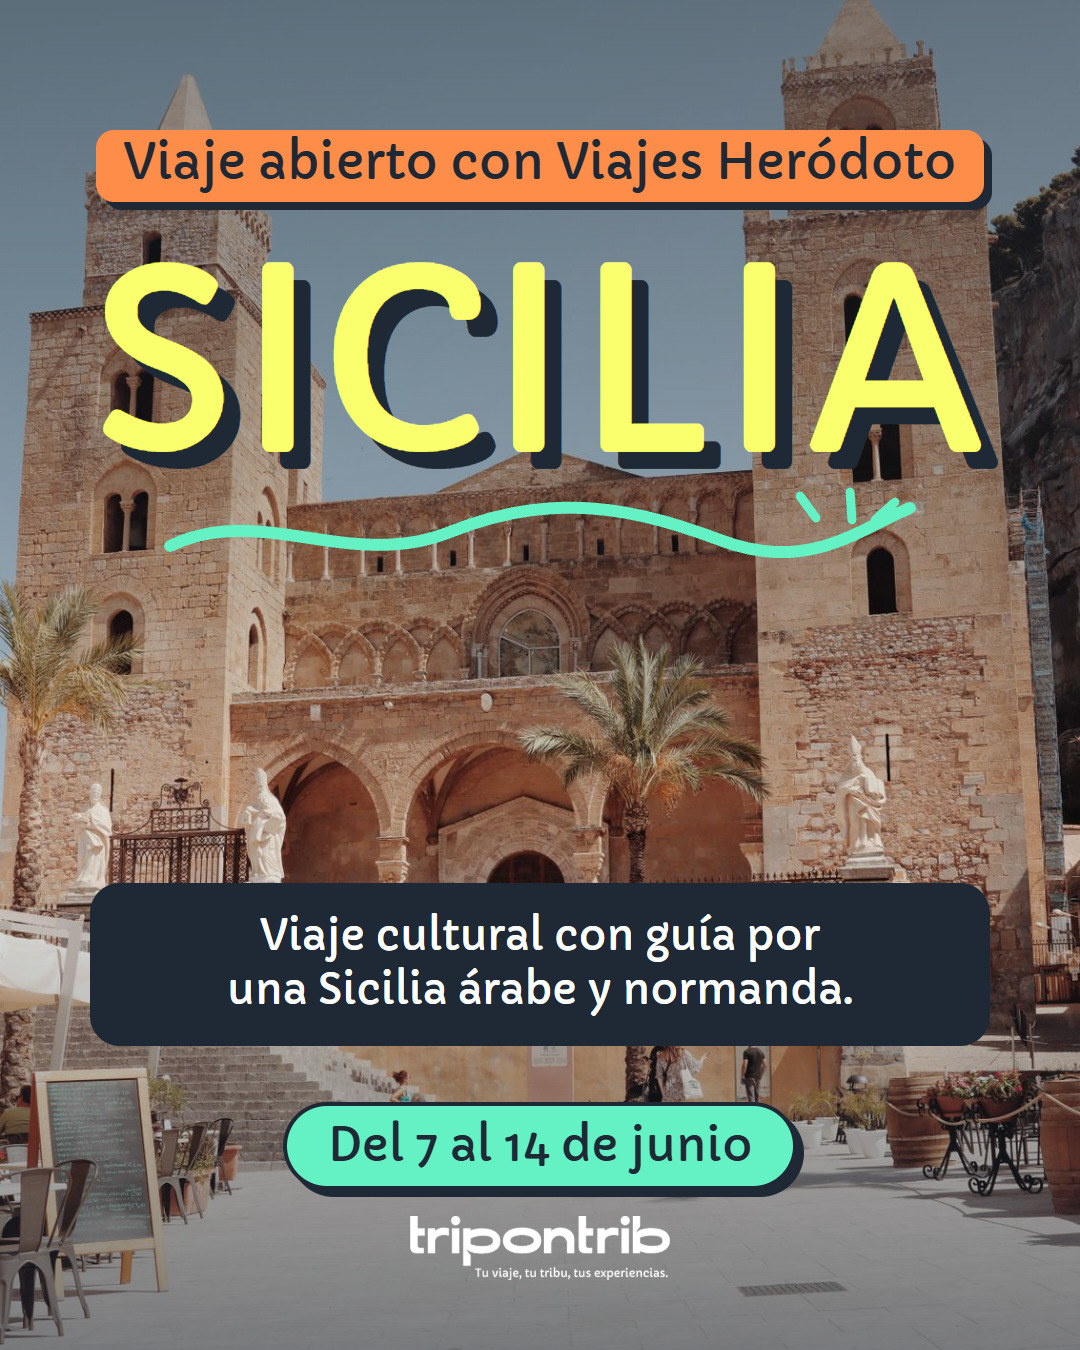 Viaje abierto con Viajes Heródoto
SICILIA
Viaje cultural con guía por
una Sicilia árabe y normanda.
Del 7 al 14 de junio
tripontrib
Tu viaje, tu tribu, tus experiencias.